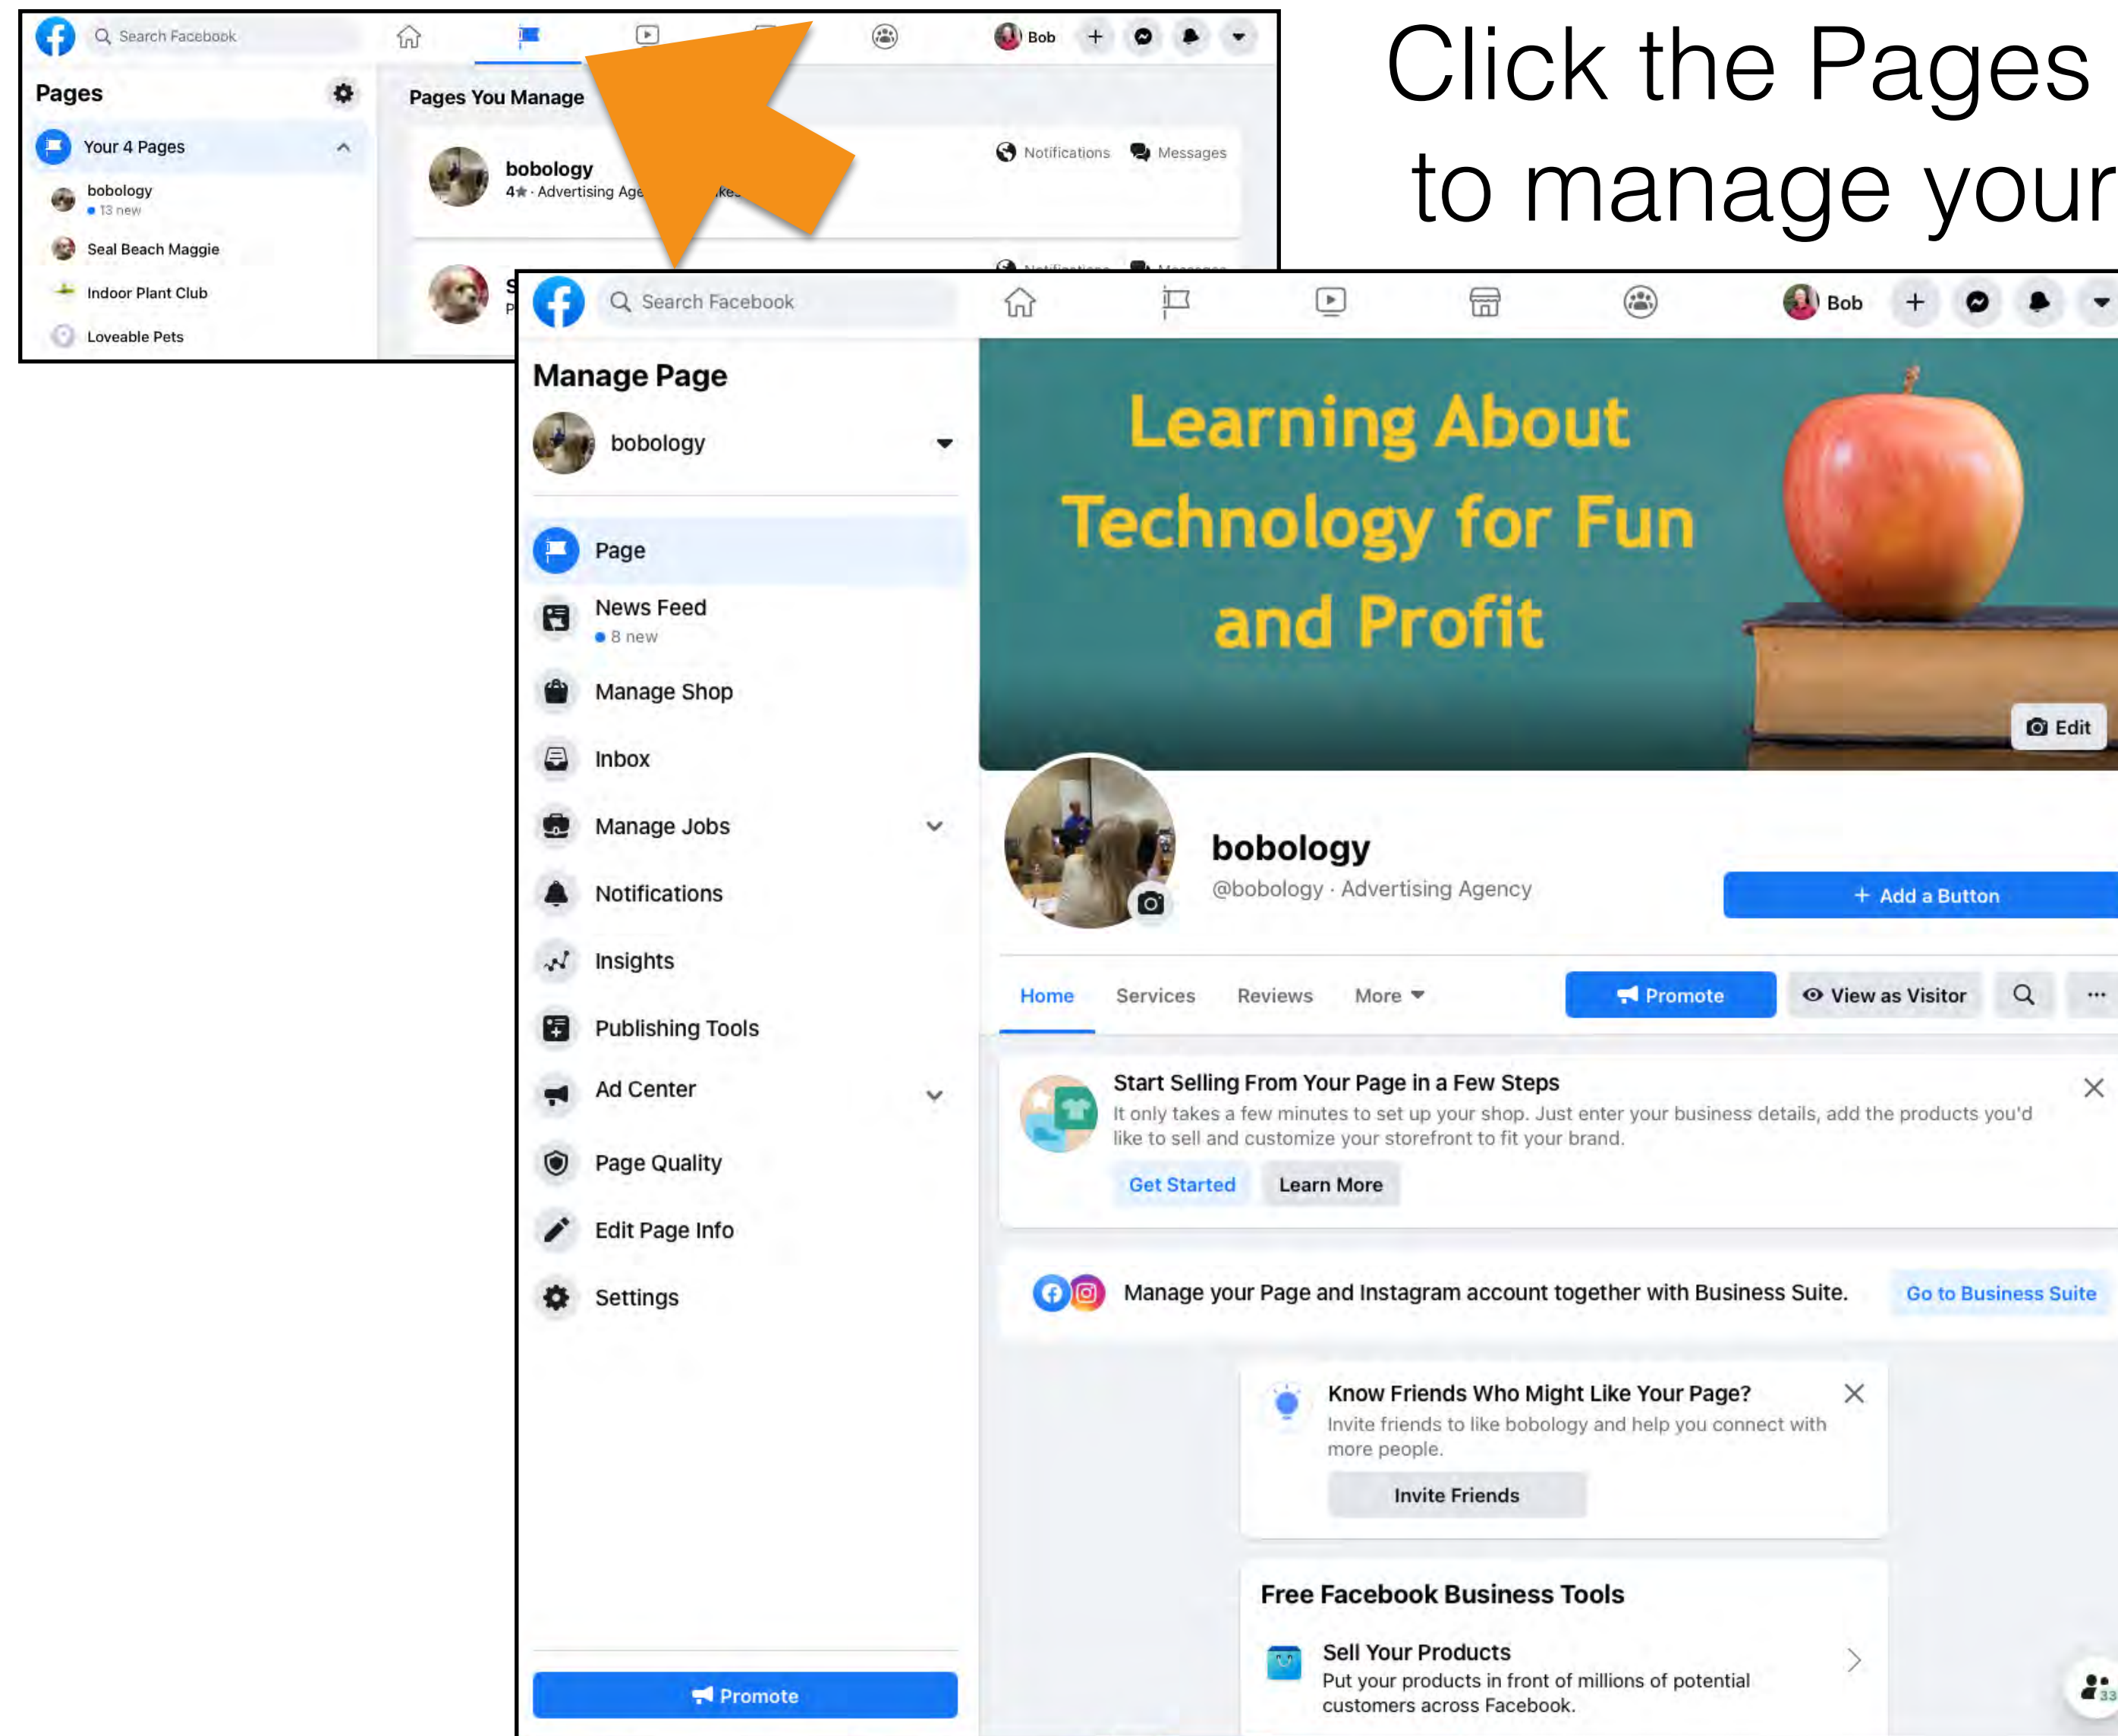 Click the Pages
to manage your
Search Facebook
Bob
Pages
Your 4 Pages
bobology
13 new
Seal Beach Maggie
Indoor Plant Club
Loveable Pets
Pages You Manage
bobology
4★ · Advertising Age
Notifications Messages
Search Facebook
Bob
Manage Page
bobology
Page
News Feed
8 new
Manage Shop
Inbox
Manage Jobs
Notifications
Insights
Publishing Tools
Ad Center
Page Quality
Edit Page Info
Settings
Promote
Learning About
Technology for Fun
and Profit
Edit
bobology
@bobology · Advertising Agency
+ Add a Button
Home Services Reviews More
Promote
View as Visitor
Start Selling From Your Page in a Few Steps
It only takes a few minutes to set up your shop. Just enter your business details, add the products you'd
like to sell and customize your storefront to fit your brand.
Get Started Learn More
Manage your Page and Instagram account together with Business Suite.
Go to Business Suite
Know Friends Who Might Like Your Page?
Invite friends to like bobology and help you connect with
more people.
Invite Friends
Free Facebook Business Tools
Sell Your Products
Put your products in front of millions of potential
customers across Facebook.
33